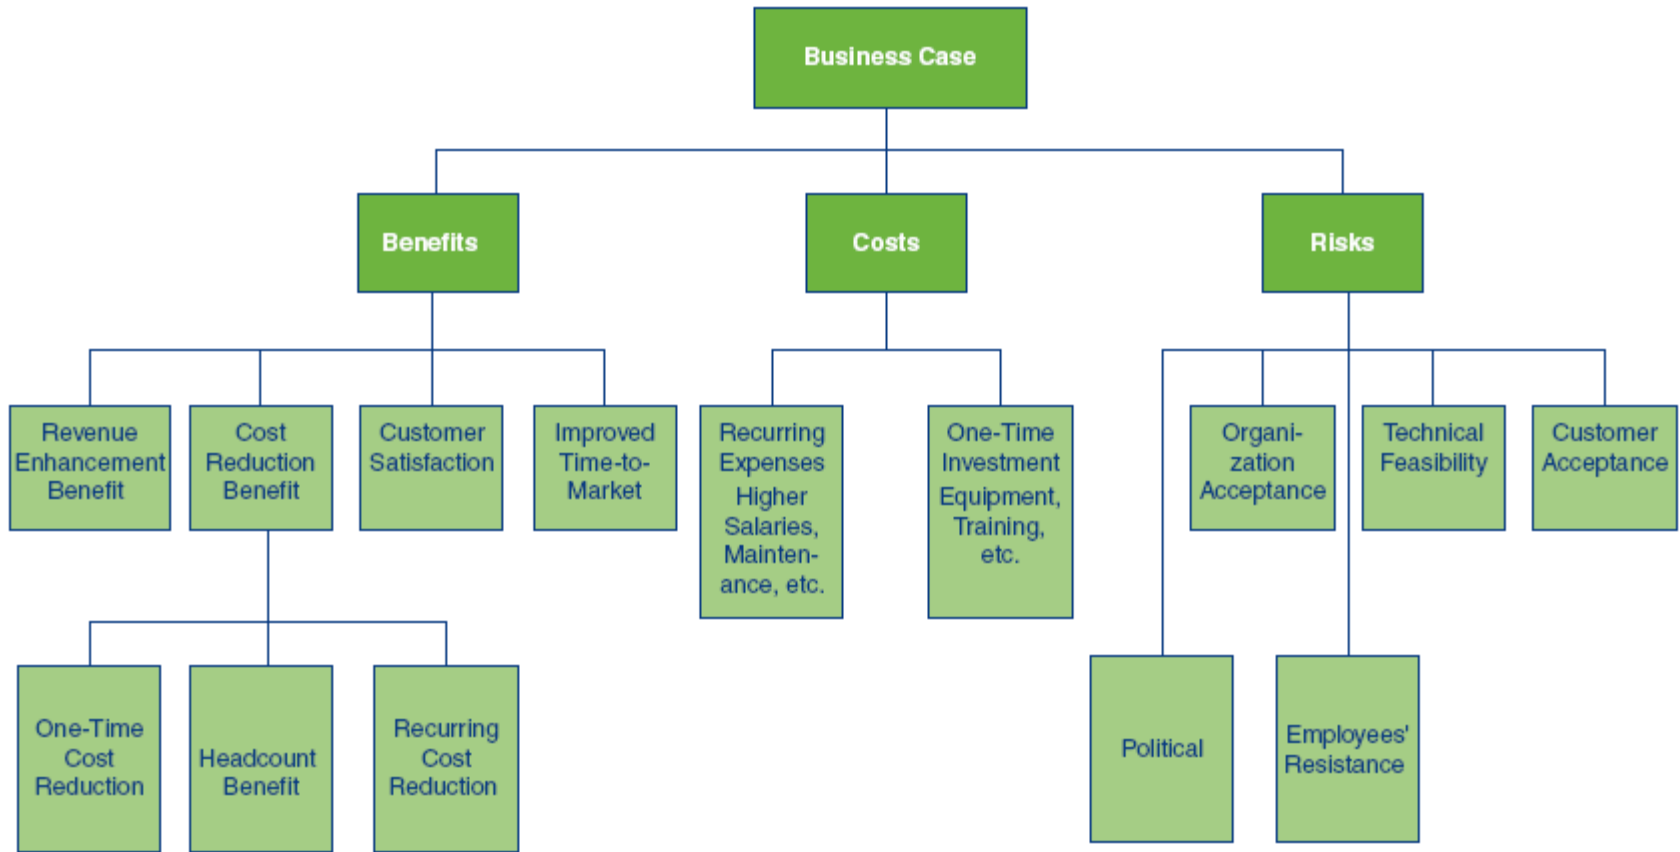 Business Case
Benefits
Costs
Risks
Revenue
Enhancement
Benefit
Cost
Reduction
Benefit
Customer
Satisfaction
Improved
Time-to-
Market
Recurring
Expenses
Higher
Salaries,
Mainten-
ance, etc.
One-Time
Investment
Equipment,
Training,
etc.
Organi-
zation
Acceptance
Technical
Feasibility
Customer
Acceptance
One-Time
Cost
Reduction
Headcount
Benefit
Recurring
Cost
Reduction
Political
Employees'
Resistance